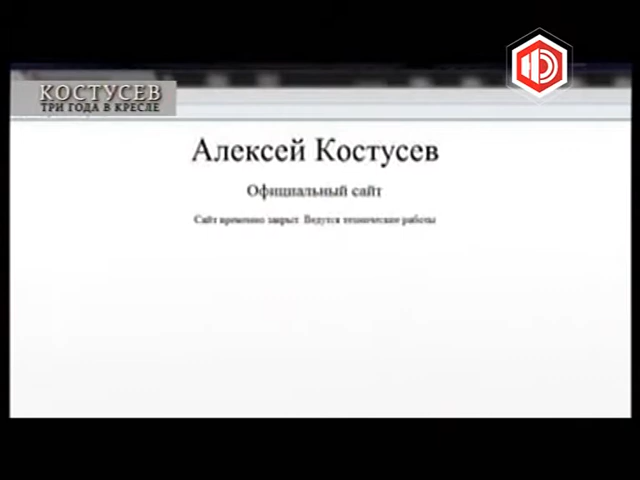 КОСТУСЕВ
ТРИ ГОДА В КРЕСЛЕ
Алексей Костусев
Официальный сайт
Сайт временно закрыт. Ведутся технические работы